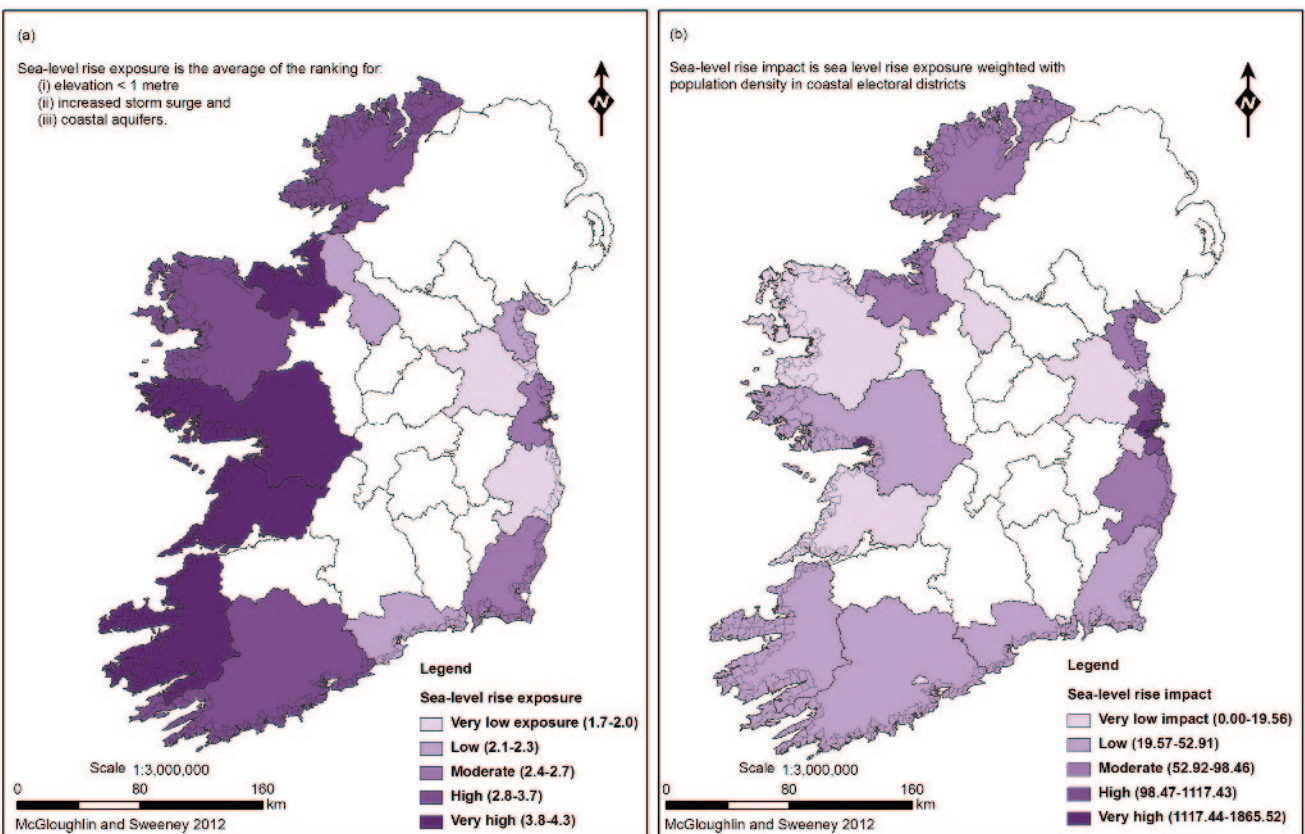 (a)
Sea-level rise exposure is the average of the ranking for:
(i) elevation < 1 metre
(ii) increased storm surge and
(iii) coastal aquifers.
N
Legend
Sea-level rise exposure
Very low exposure (1.7-2.0)
Low (2.1-2.3)
Moderate (2.4-2.7)
High (2.8-3.7)
Very high (3.8-4.3)
Scale 1:3,000,000
0 80 160
km
McGloughlin and Sweeney 2012
(b)
Sea-level rise impact is sea level rise exposure weighted with
population density in coastal electoral districts
N
Legend
Sea-level rise impact
Very low impact (0.00-19.56)
Low (19.57-52.91)
Moderate (52.92-98.46)
High (98.47-1117.43)
Very high (1117.44-1865.52)
Scale 1:3,000,000
0 80 160
km
McGloughlin and Sweeney 2012